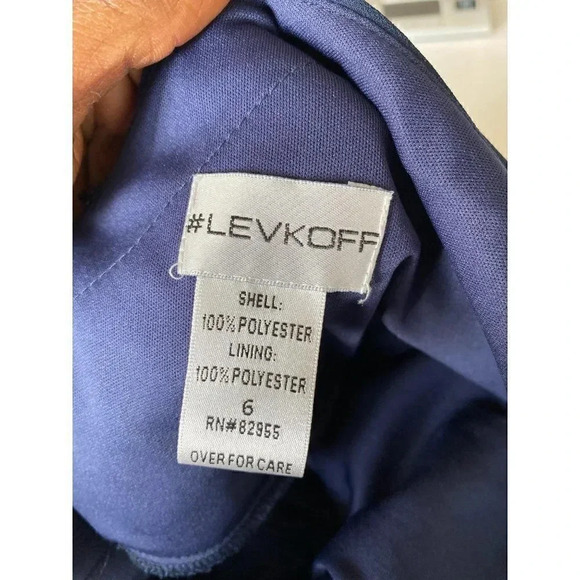 #LEVKOFF
SHELL:
100%POLYESTER
LINING:
100%POLYESTER
6
RN#82955
OVER FOR CARE